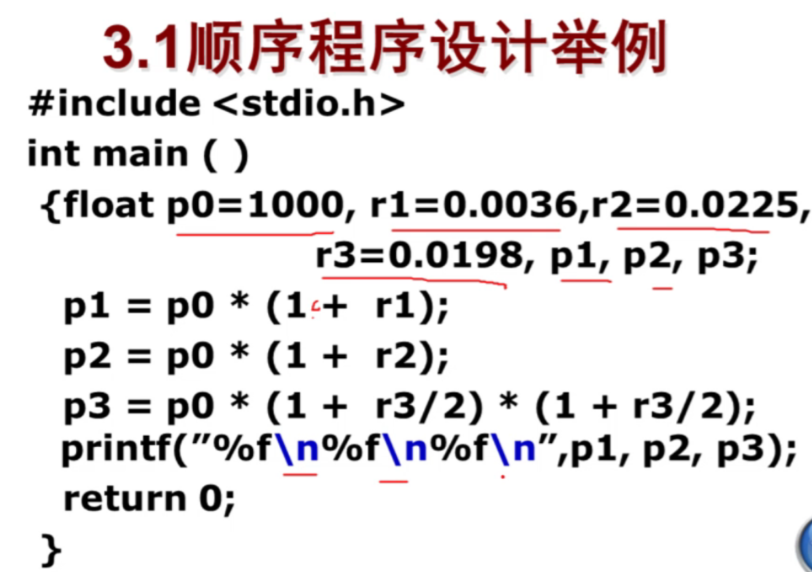 3.1顺序程序设计举例
#include <stdio.h>
int main ( )
{float p0=1000, r1=0.0036,r2=0.0225,
r3=0.0198, p1, p2, p3;
p1 = p0 * (1 + r1);
p2 = p0 * (1 + r2);
p3 = p0 * (1 + r3/2) * (1 + r3/2);
printf(”%f\n%f\n%f\n”,p1, p2, p3);
return 0;
}